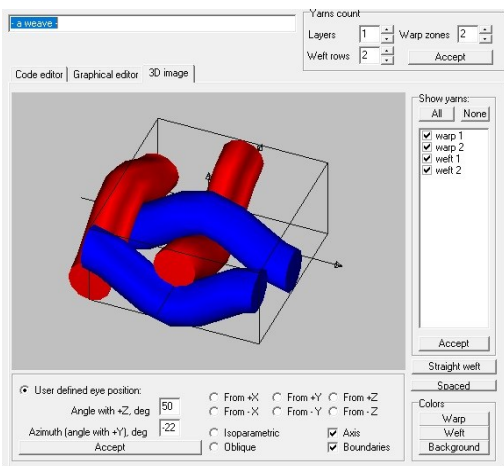 - a weave -
Yarns count
Layers 1 Warp zones 2
Weft rows 2 Accept
Code editor Graphical editor 3D image
Show yarns:
All None
warp 1
warp 2
weft 1
weft 2
Accept
Straight weft
Spaced
User defined eye position:
Angle with +Z, deg 50
Azimuth (angle with +Y), deg -22
Accept
From +X From +Y From +Z
From - X From - Y From - Z
Isoparametric Axis
Oblique Boundaries
Colors
Warp
Weft
Background